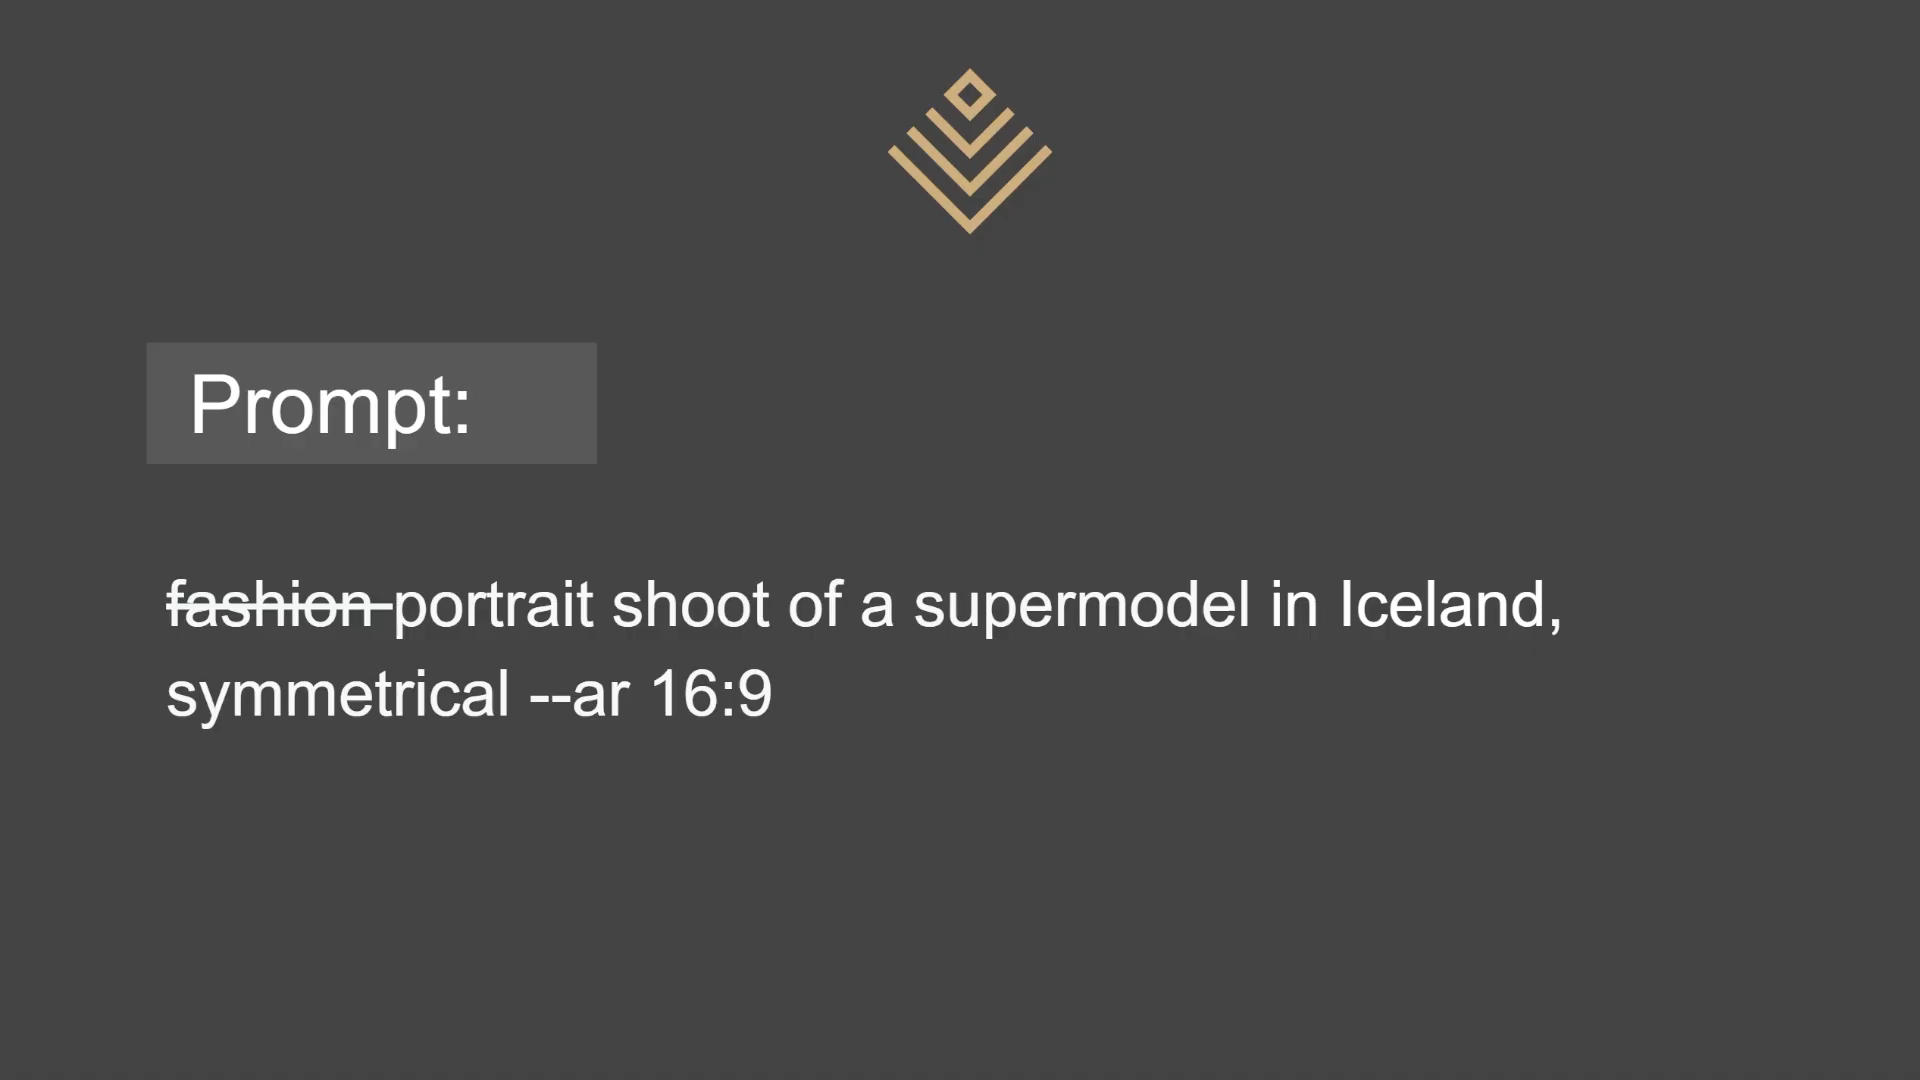 Prompt:
fashion portrait shoot of a supermodel in Iceland,
symmetrical --ar 16:9